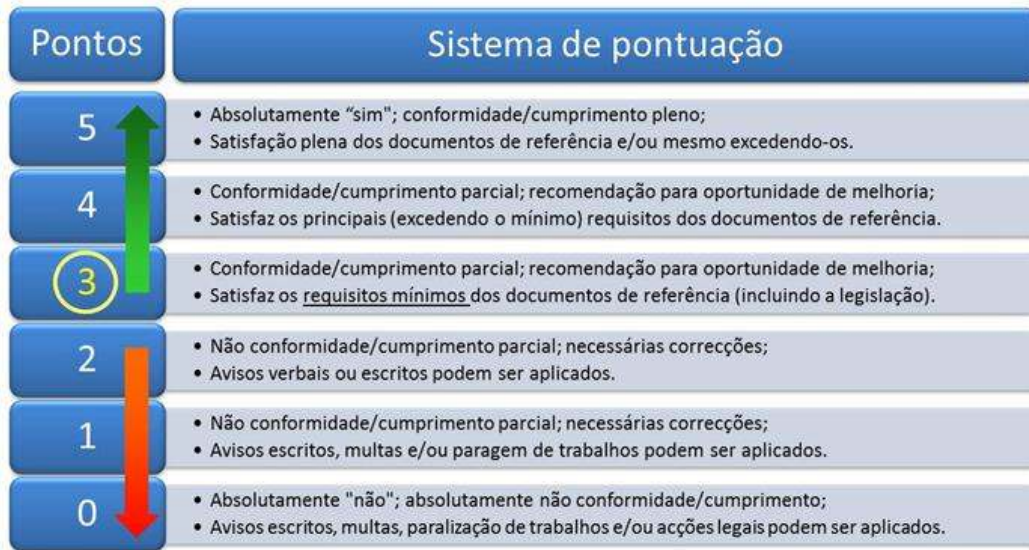 Pontos
Sistema de pontuação
5
• Absolutamente “sim"; conformidade/cumprimento pleno;
• Satisfação plena dos documentos de referência e/ou mesmo excedendo-os.
4
• Conformidade/cumprimento parcial; recomendação para oportunidade de melhoria;
• Satisfaz os principais (excedendo o mínimo) requisitos dos documentos de referência.
3
• Conformidade/cumprimento parcial; recomendação para oportunidade de melhoria;
• Satisfaz os requisitos mínimos dos documentos de referência (incluindo a legislação).
2
• Não conformidade/cumprimento parcial; necessárias correcções;
• Avisos verbais ou escritos podem ser aplicados.
1
• Não conformidade/cumprimento parcial; necessárias correcções;
• Avisos escritos, multas e/ou paragem de trabalhos podem ser aplicados.
0
• Absolutamente "não"; absolutamente não conformidade/cumprimento;
• Avisos escritos, multas, paralização de trabalhos e/ou acções legais podem ser aplicados.